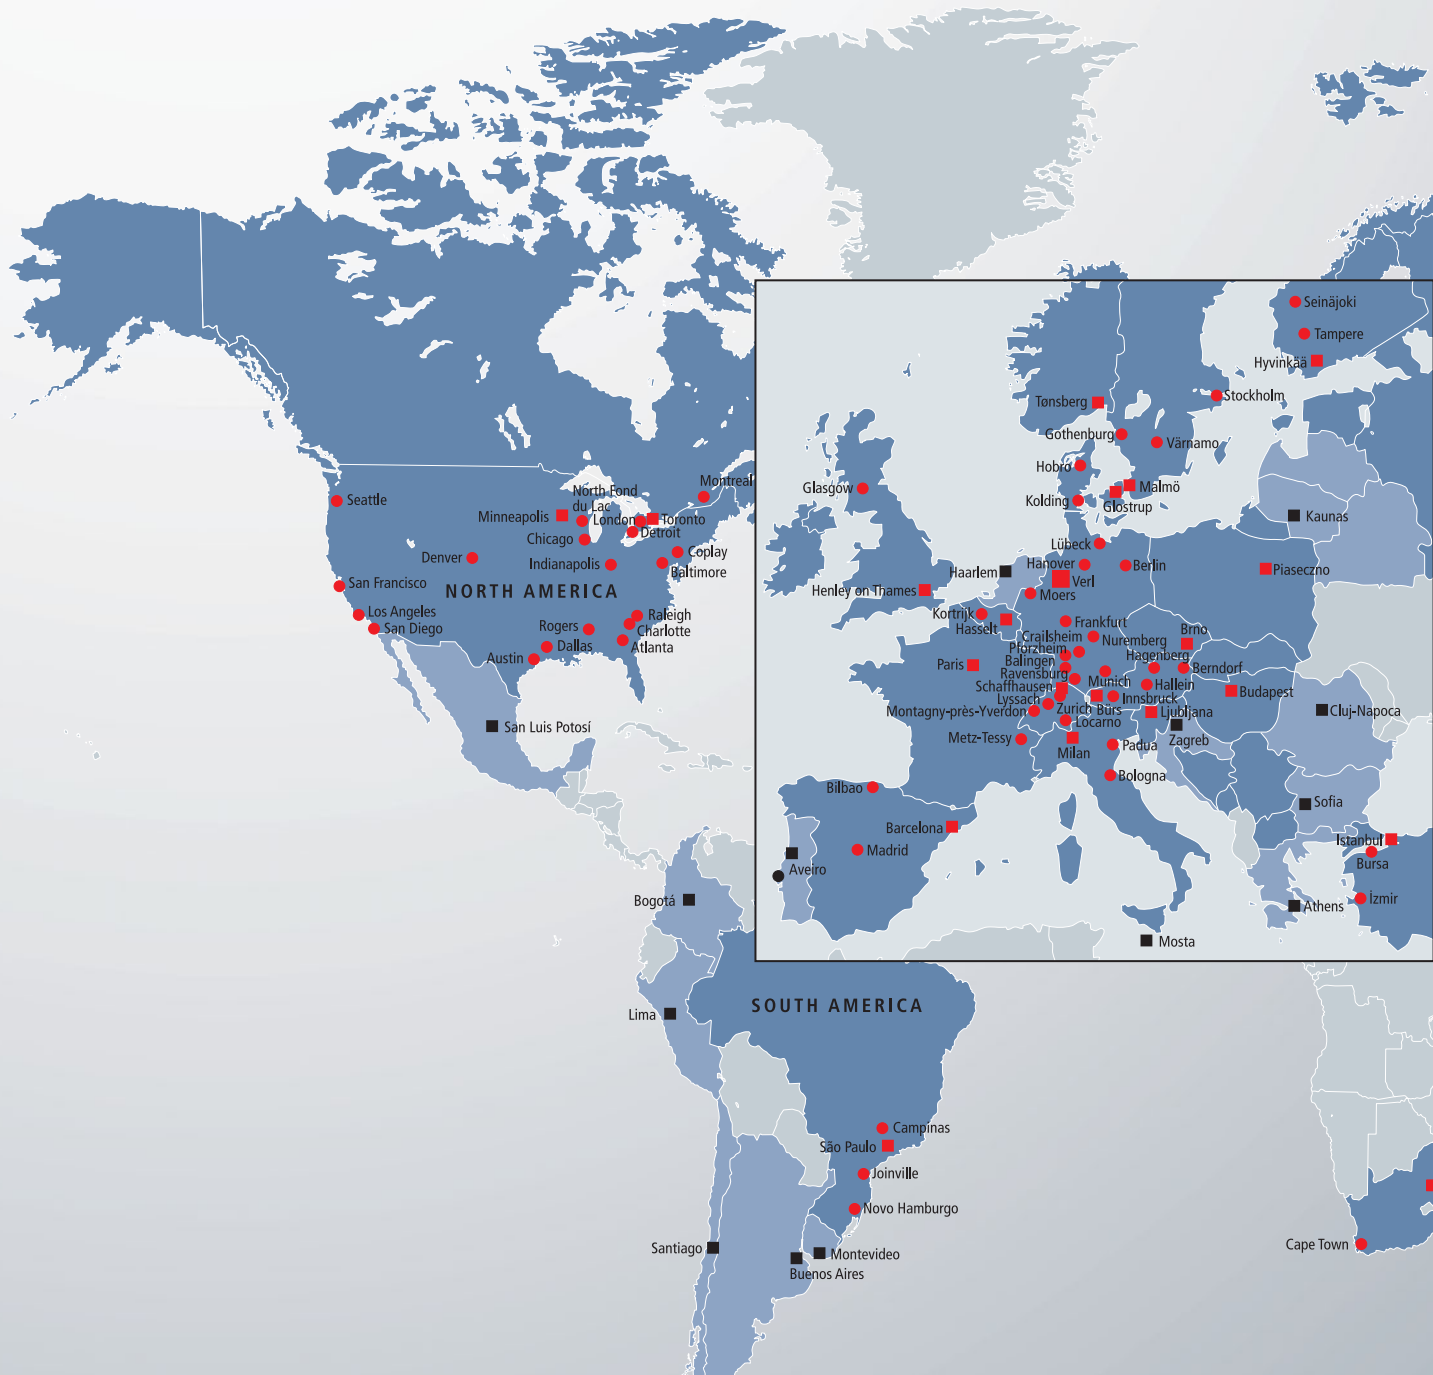 Seinäjoki
Tampere
Hyvinkää
Stockholm
Tønsberg
Gothenburg
Värnamo
Hobro
Malmö
Glasgow
Kolding
Glostrup
Kaunas
Lübeck
Hanover
Berlin
Haarlem
Verl
Piaseczno
Henley on Thames
Moers
Kortrijk
Hasselt
Frankfurt
Crailsheim
Nuremberg
Brno
Pforzheim
Hagenberg
Paris
Balingen
Berndorf
Ravensburg
Munich
Schaffhausen
Hallein
Budapest
Lyssach
Innsbruck
Montagny-près-Yverdon
Zurich
Bürs
Ljubljana
Cluj-Napoca
Locarno
Metz-Tessy
Milan
Padua
Zagreb
Bologna
Bilbao
Sofia
Barcelona
Madrid
Istanbul
Bursa
Aveiro
İzmir
Athens
Mosta
Montreal
North Fond
du Lac
Seattle
Minneapolis
London
Toronto
Detroit
Chicago
Coplay
Denver
Indianapolis
Baltimore
San Francisco
NORTH AMERICA
Los Angeles
San Diego
Raleigh
Rogers
Charlotte
Dallas
Atlanta
Austin
San Luis Potosí
Bogotá
SOUTH AMERICA
Lima
Campinas
São Paulo
Joinville
Novo Hamburgo
Santiago
Montevideo
Buenos Aires
Cape Town